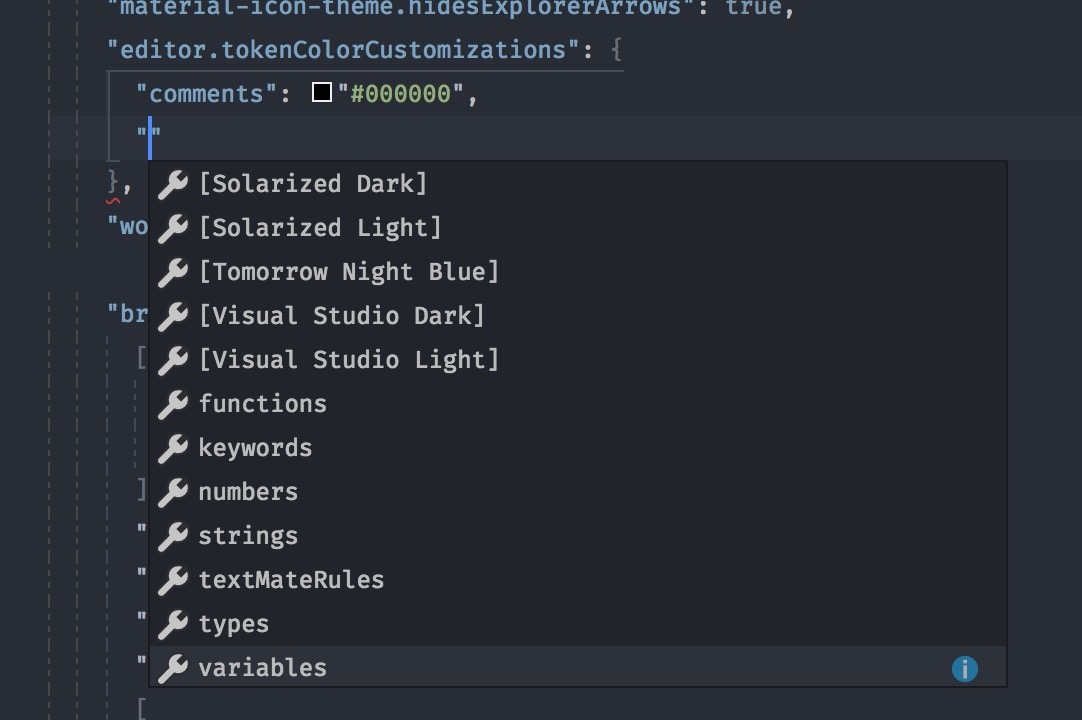 "material-icon-theme.hidesExplorerArrows": true,
"editor.tokenColorCustomizations": {
"comments": "#000000",
""
},
[Solarized Dark]
"wo
[Solarized Light]
[Tomorrow Night Blue]
"br
[Visual Studio Dark]
[
[Visual Studio Light]
functions
keywords
]
numbers
"
strings
"
textMateRules
"
types
"
variables
i
[